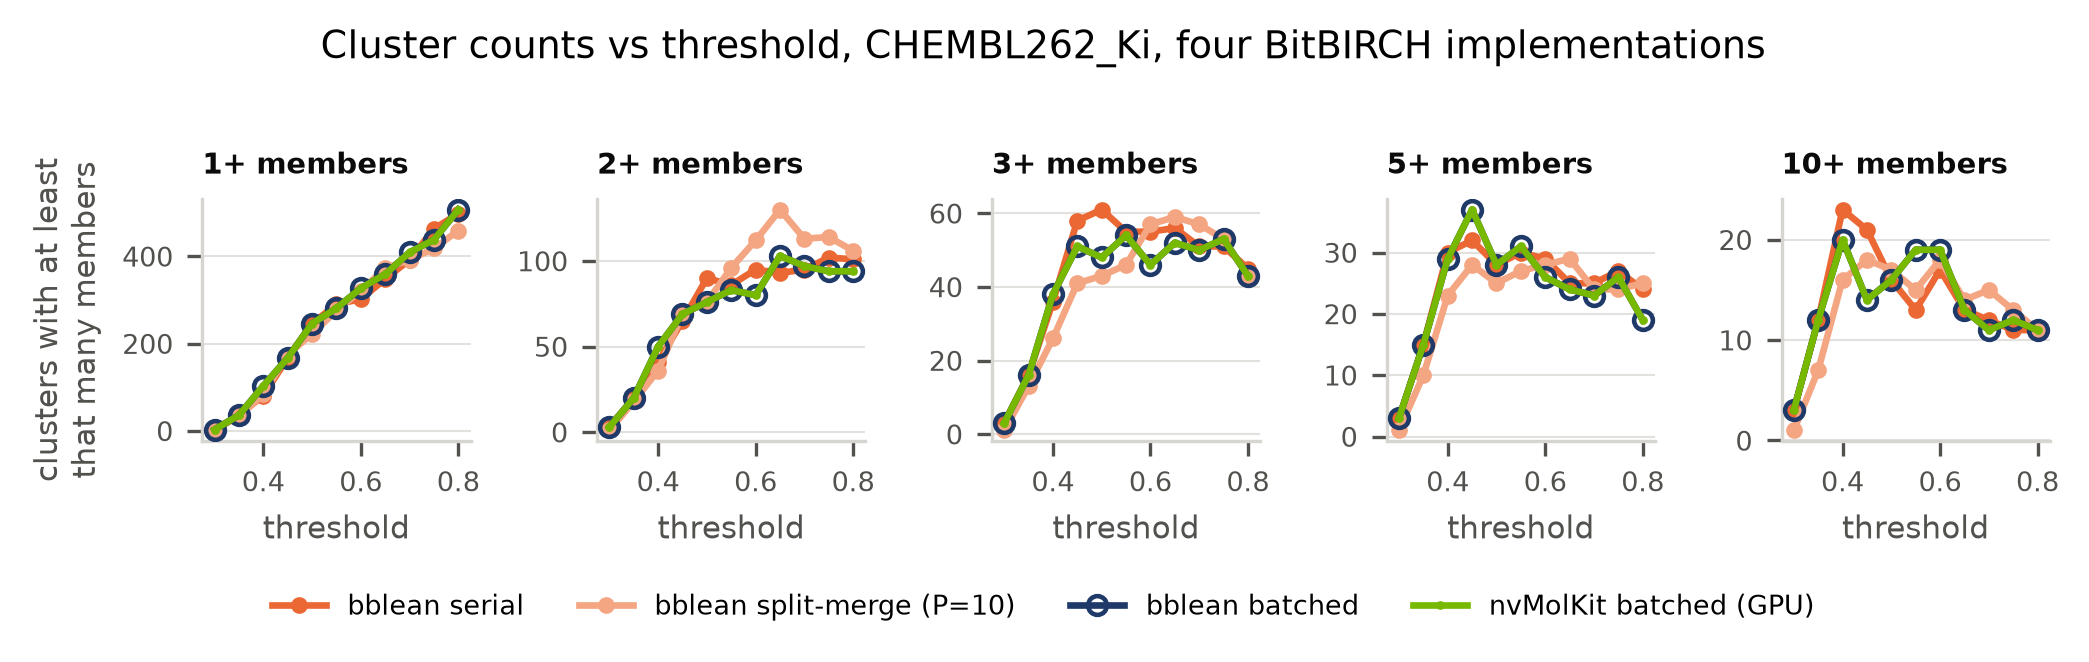 Cluster counts vs threshold, CHEMBL262_Ki, four BitBIRCH implementations
clusters with at least
that many members
1+ members
400
200
0
0.4 0.6 0.8
threshold
2+ members
100
50
0
0.4 0.6 0.8
threshold
3+ members
60
40
20
0
0.4 0.6 0.8
threshold
5+ members
30
20
10
0
0.4 0.6 0.8
threshold
10+ members
20
10
0
0.4 0.6 0.8
threshold
bblean serial bblean split-merge (P=10) bblean batched nvMolKit batched (GPU)